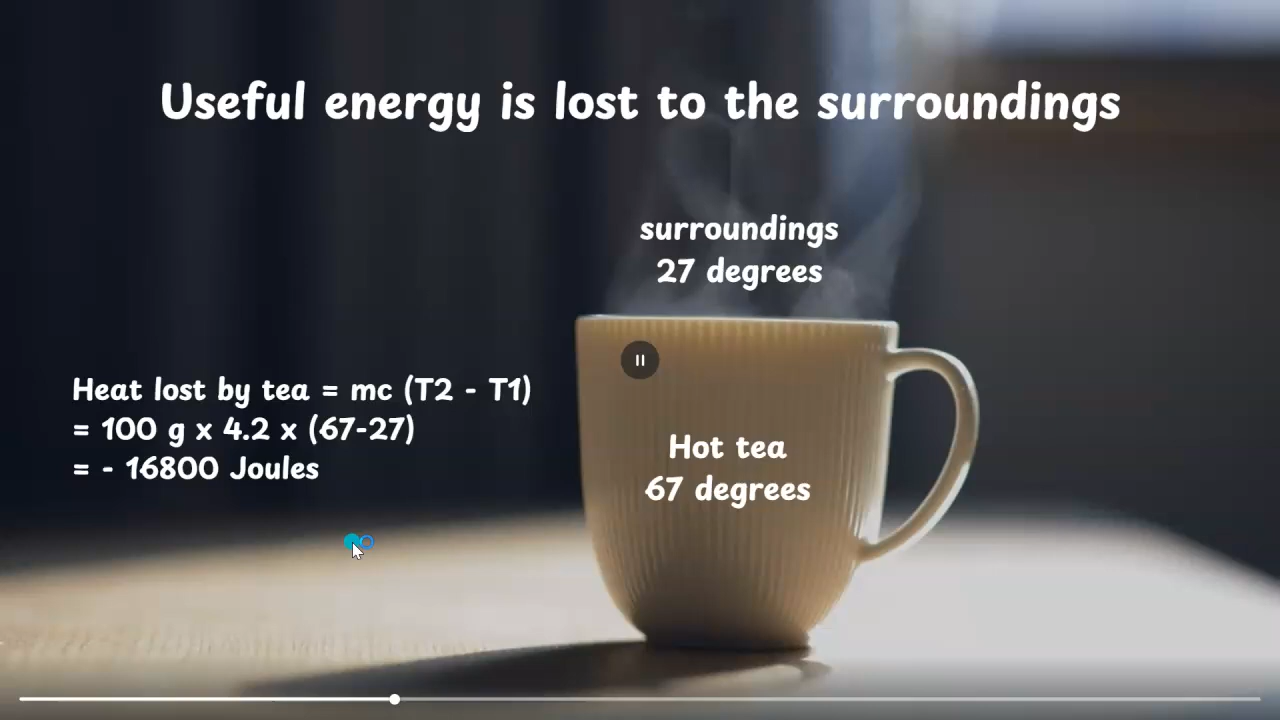 Useful energy is lost to the surroundings
surroundings
27 degrees
Heat lost by tea = mc (T2 - T1)
= 100 g x 4.2 x (67-27)
= - 16800 Joules
Hot tea
67 degrees